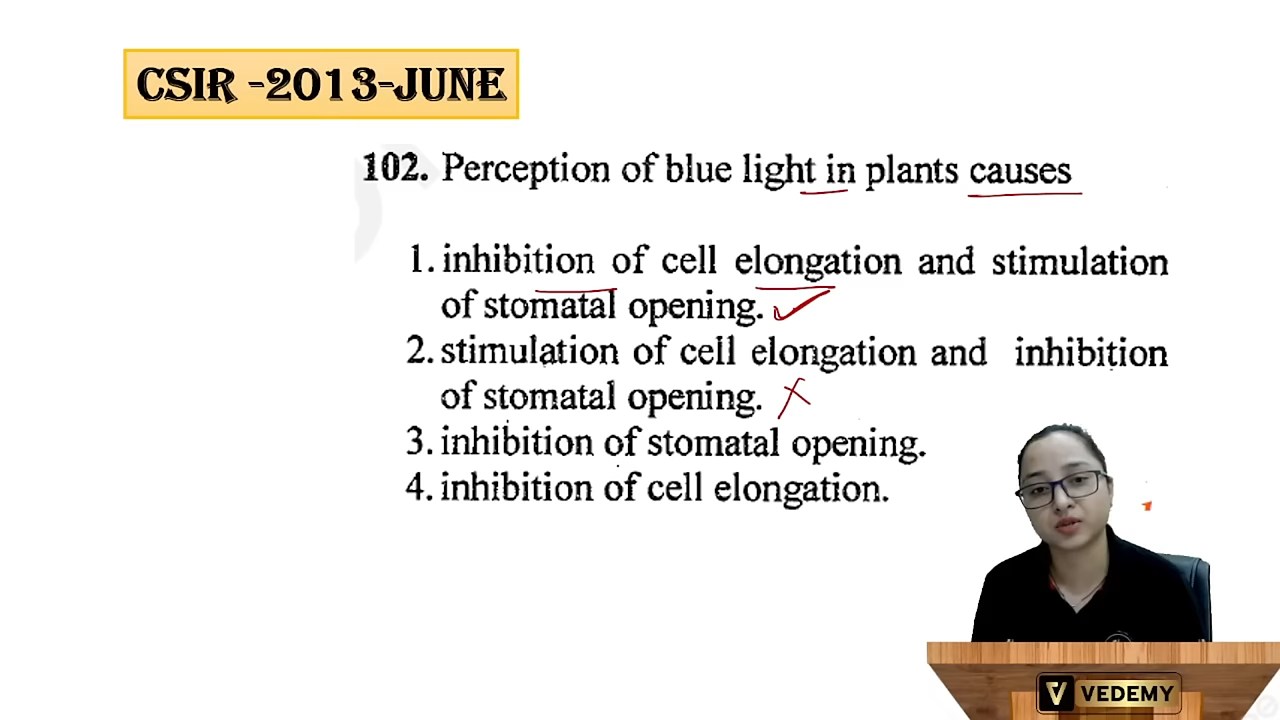 CSIR -2013-JUNE
102. Perception of blue light in plants causes
1. inhibition of cell elongation and stimulation
of stomatal opening.
2. stimulation of cell elongation and inhibition
of stomatal opening.
3. inhibition of stomatal opening.
4. inhibition of cell elongation.
VEDEMY